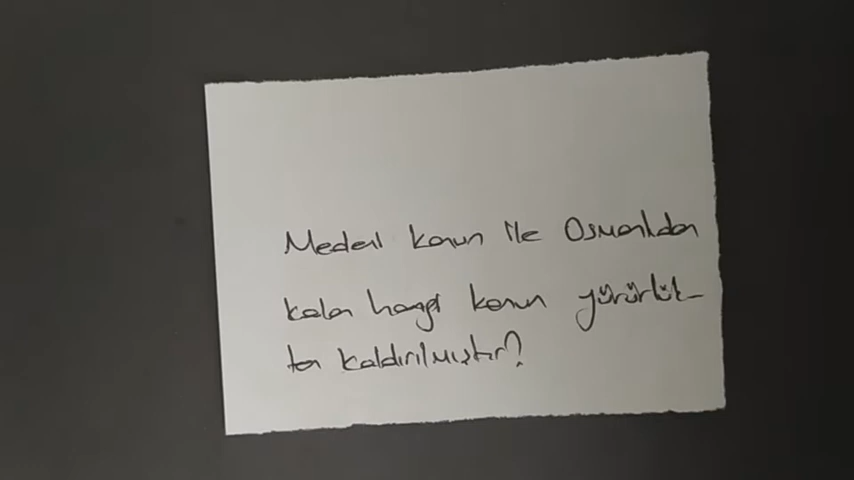 Medeni kanun ile Osmanlıdan
kalan hangi kanun yürürlük-
ten kaldırılmıştır?